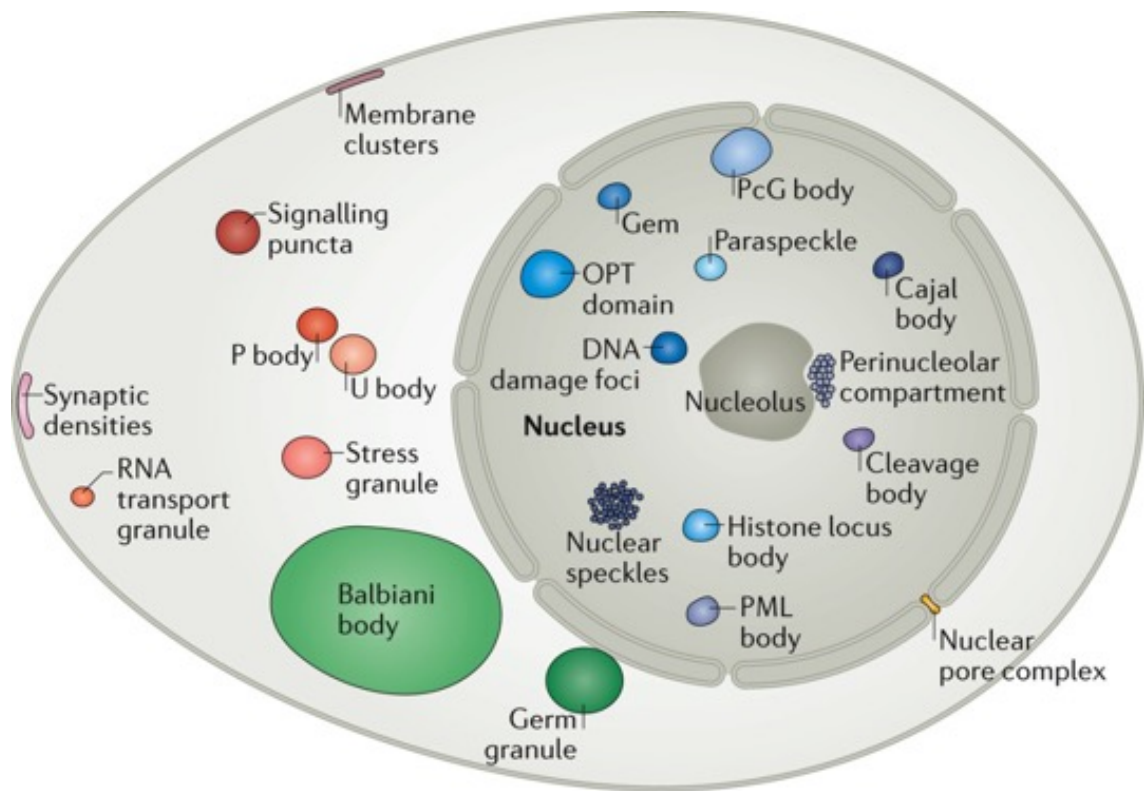 Membrane
clusters
Signalling
puncta
P body
U body
Synaptic
densities
RNA
transport
granule
Stress
granule
Balbiani
body
Germ
granule
PcG body
Gem
Paraspeckle
OPT
domain
Cajal
body
DNA
damage foci
Nucleolus
Perinucleolar
compartment
Nucleus
Cleavage
body
Nuclear
speckles
Histone locus
body
PML
body
Nuclear
pore complex